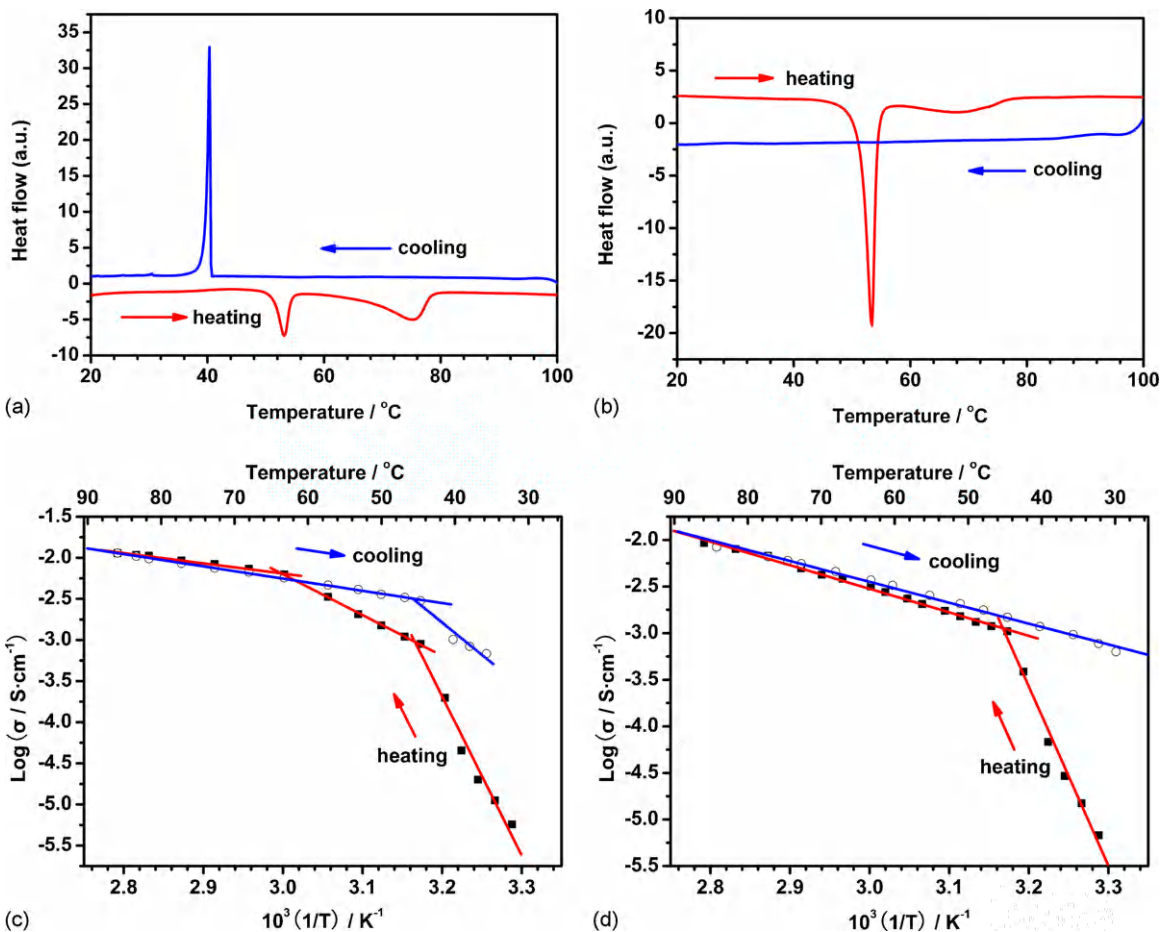 35
30
25
20
15
10
5
0
-5
-10
Heat flow (a.u.)
cooling
heating
20 40 60 80 100
Temperature / °C
(a)
10
5
0
-5
-10
-15
-20
Heat flow (a.u.)
heating
cooling
20 40 60 80 100
Temperature / °C
(b)
Temperature / °C
90 80 70 60 50 40 30
-1.5
-2.0
-2.5
-3.0
-3.5
-4.0
-4.5
-5.0
-5.5
Log (σ / S·cm⁻¹)
cooling
heating
2.8 2.9 3.0 3.1 3.2 3.3
10³ (1/T) / K⁻¹
(c)
Temperature / °C
90 80 70 60 50 40 30
-2.0
-2.5
-3.0
-3.5
-4.0
-4.5
-5.0
-5.5
Log (σ / S·cm⁻¹)
cooling
heating
2.8 2.9 3.0 3.1 3.2 3.3
10³ (1/T) / K⁻¹
(d)